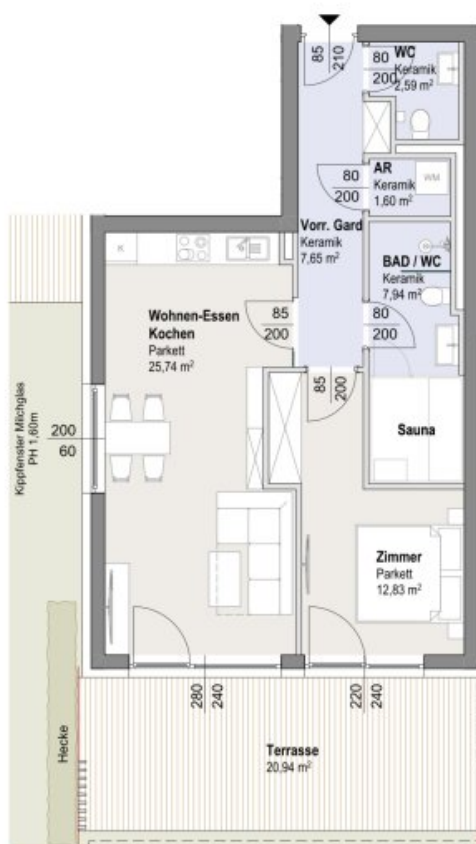 85
210
80
200
WC
Keramik
2,59 m²
80
200
AR
Keramik
1,60 m²
WM
Vorr. Gard
Keramik
7,65 m²
BAD / WC
Keramik
7,94 m²
K
Wohnen-Essen
Kochen
Parkett
25,74 m²
85
200
80
200
85
200
Kippfenster Milchglas
PH 1,60m
200
60
Sauna
Zimmer
Parkett
12,83 m²
280
240
220
240
Hecke
Terrasse
20,94 m²